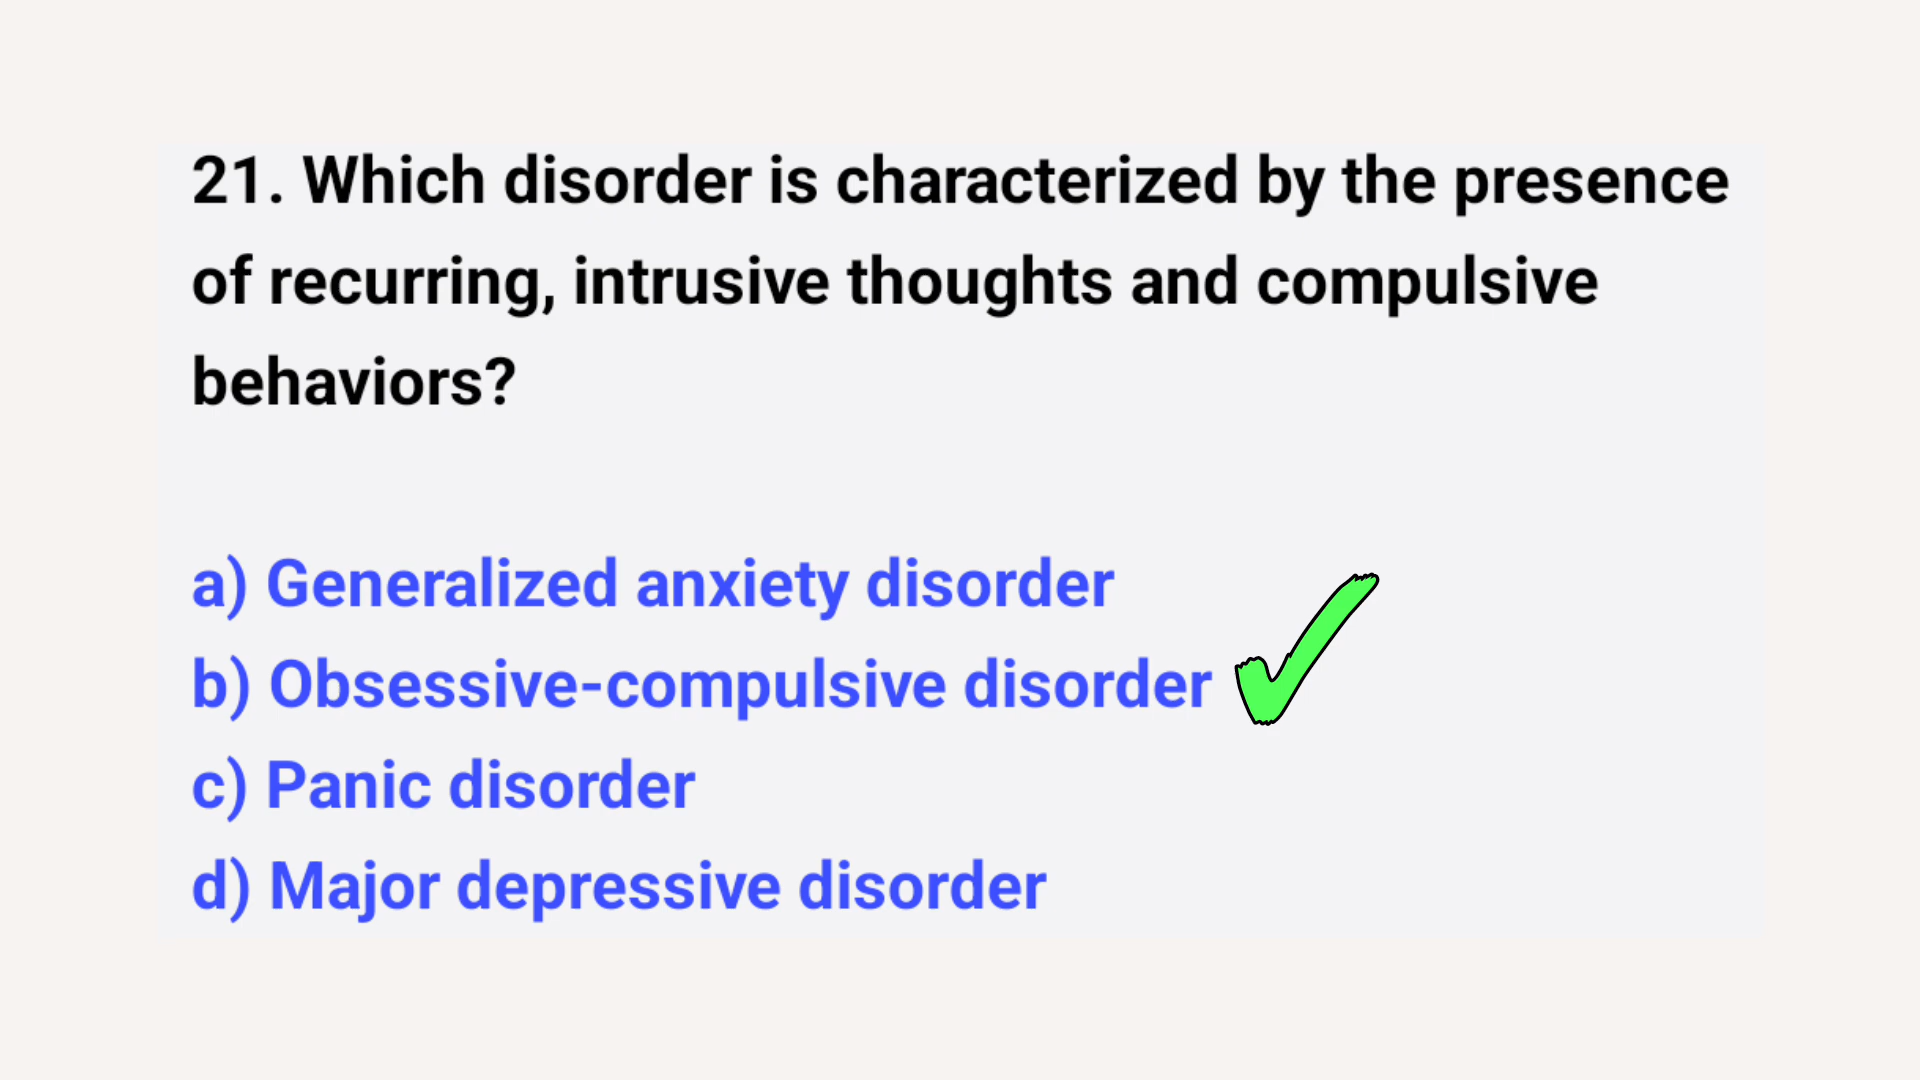 21. Which disorder is characterized by the presence
of recurring, intrusive thoughts and compulsive
behaviors?
a) Generalized anxiety disorder
b) Obsessive-compulsive disorder
c) Panic disorder
d) Major depressive disorder